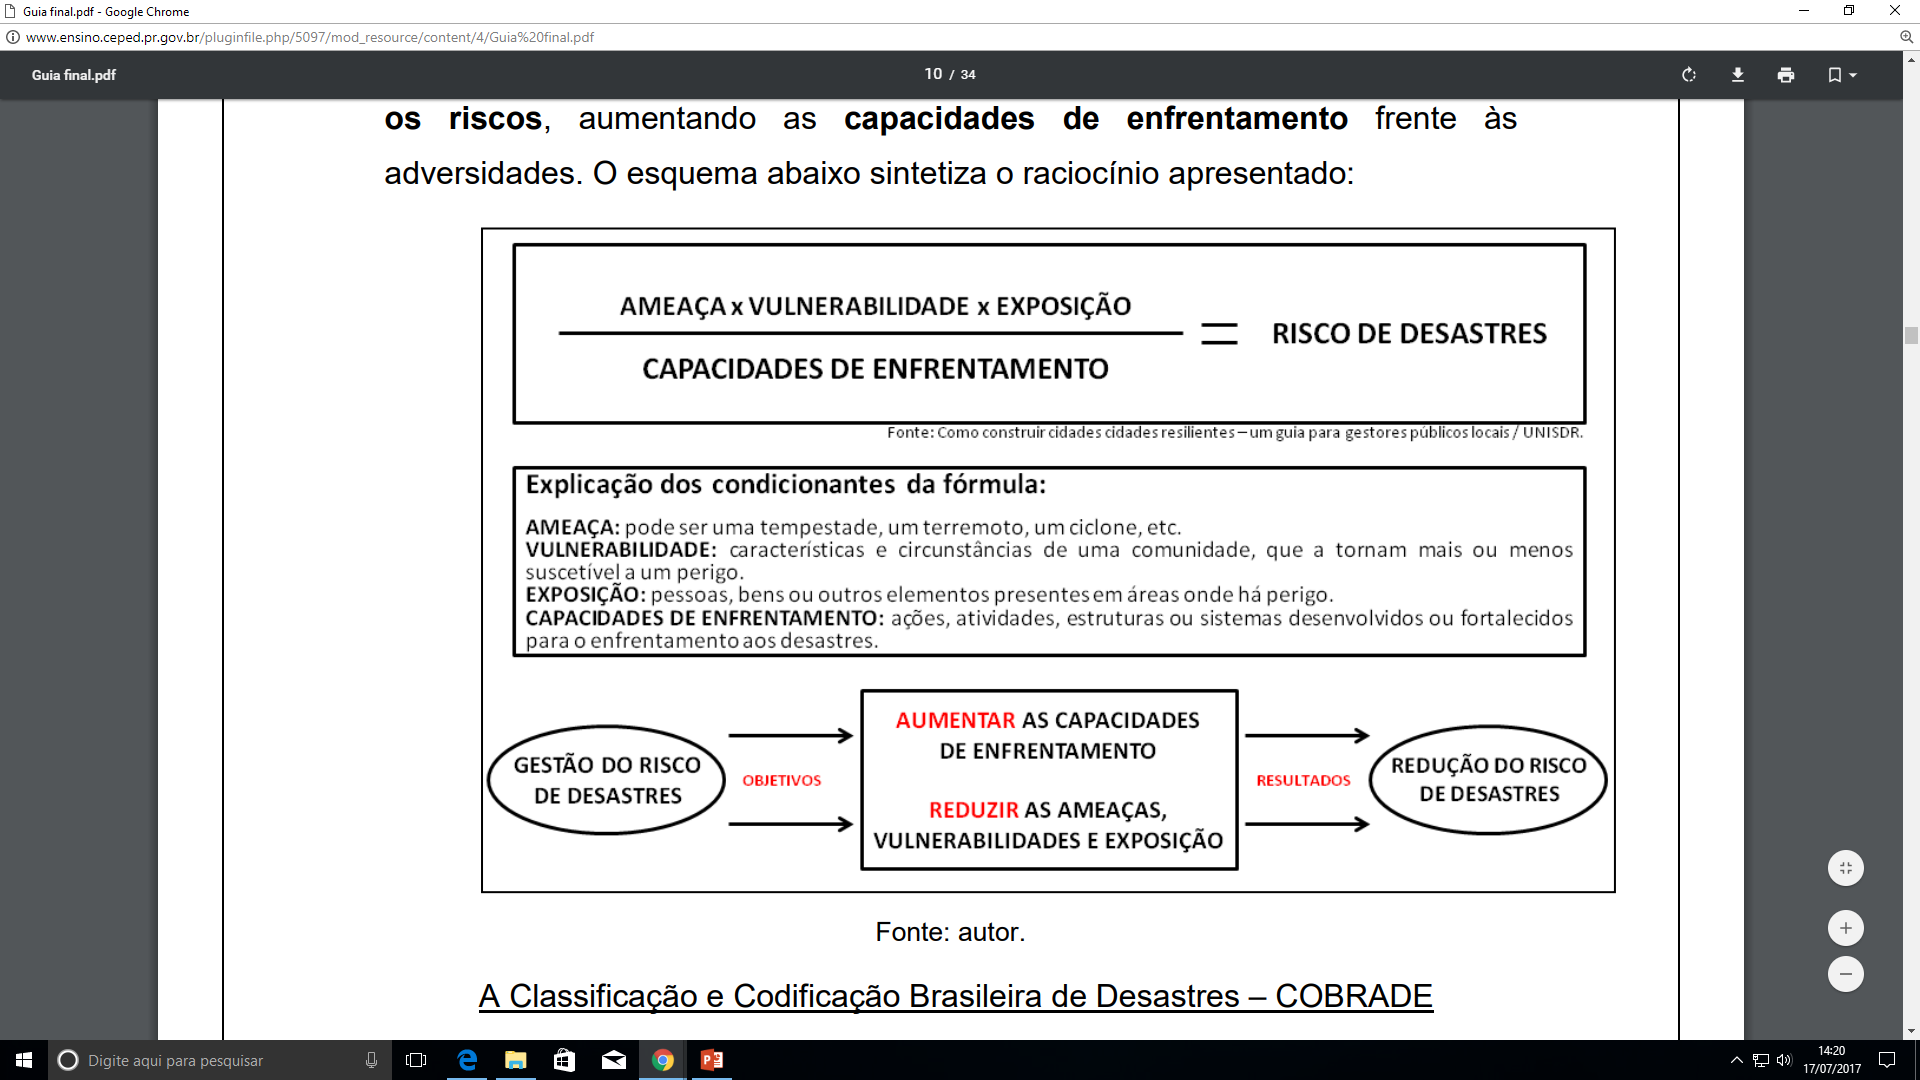 Guia final.pdf - Google Chrome
www.ensino.ceped.pr.gov.br/pluginfile.php/5097/mod_resource/content/4/Guia%20final.pdf
Guia final.pdf
10 / 34
os riscos, aumentando as capacidades de enfrentamento frente às
adversidades. O esquema abaixo sintetiza o raciocínio apresentado:
AMEAÇA x VULNERABILIDADE x EXPOSIÇÃO
CAPACIDADES DE ENFRENTAMENTO
= RISCO DE DESASTRES
Fonte: Como construir cidades cidades resilientes – um guia para gestores públicos locais / UNISDR.
Explicação dos condicionantes da fórmula:
AMEAÇA: pode ser uma tempestade, um terremoto, um ciclone, etc.
VULNERABILIDADE: características e circunstâncias de uma comunidade, que a tornam mais ou menos
suscetível a um perigo.
EXPOSIÇÃO: pessoas, bens ou outros elementos presentes em áreas onde há perigo.
CAPACIDADES DE ENFRENTAMENTO: ações, atividades, estruturas ou sistemas desenvolvidos ou fortalecidos
para o enfrentamento aos desastres.
GESTÃO DO RISCO
DE DESASTRES
OBJETIVOS
AUMENTAR AS CAPACIDADES
DE ENFRENTAMENTO
REDUZIR AS AMEAÇAS,
VULNERABILIDADES E EXPOSIÇÃO
RESULTADOS
REDUÇÃO DO RISCO
DE DESASTRES
Fonte: autor.
A Classificação e Codificação Brasileira de Desastres – COBRADE
Digite aqui para pesquisar
14:20
17/07/2017